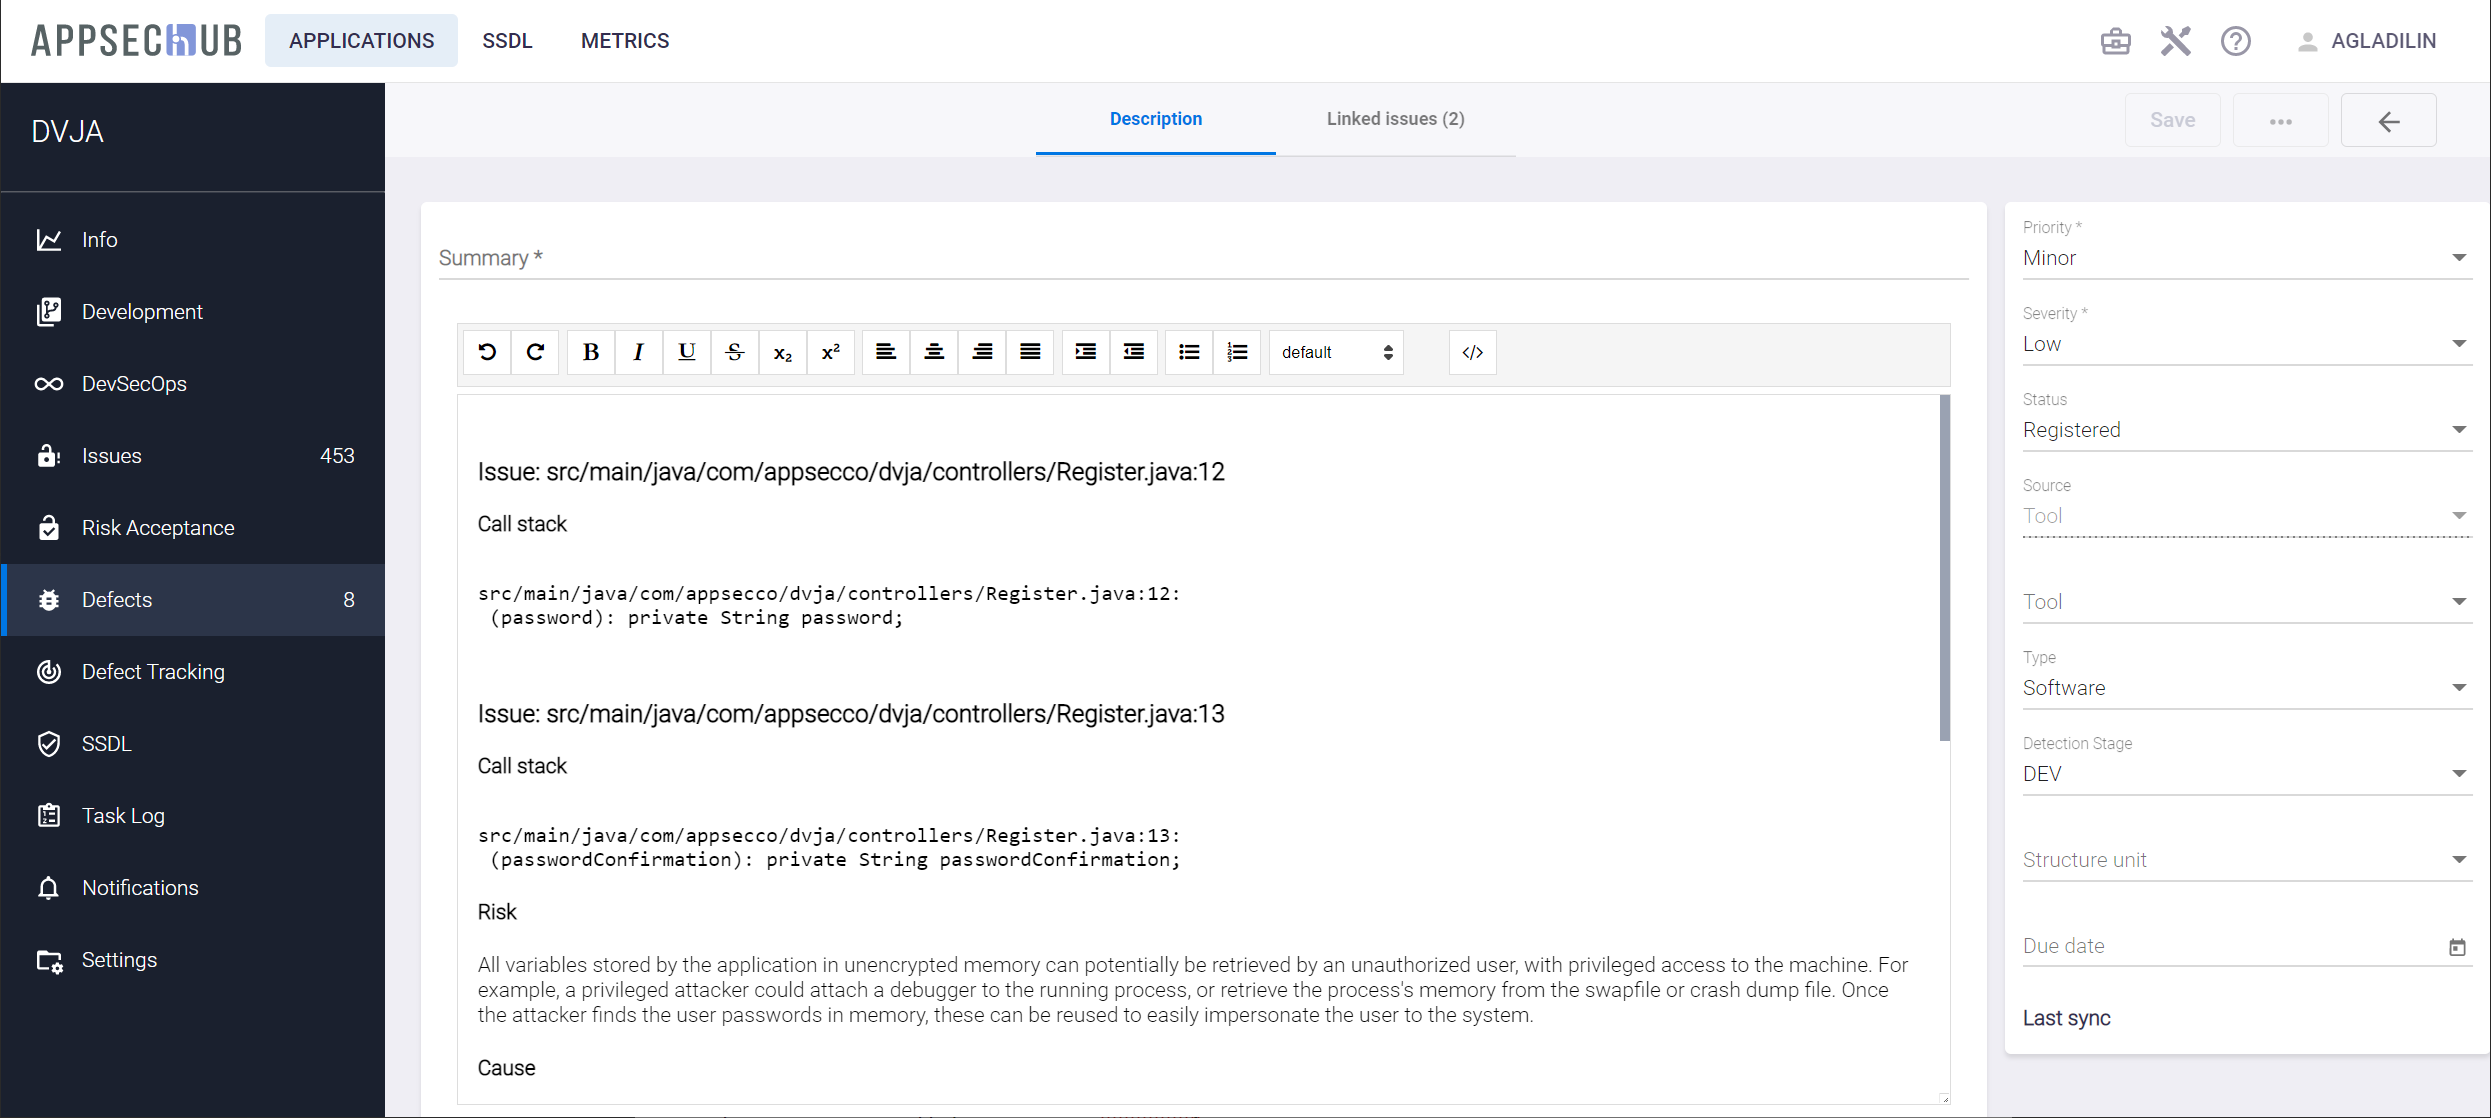 APPSECHUB
APPLICATIONS
SSDL
METRICS
AGLADILIN
DVJA
Info
Development
DevSecOps
Issues 453
Risk Acceptance
Defects 8
Defect Tracking
SSDL
Task Log
Notifications
Settings
Description
Linked issues (2)
Save
Summary *
default
Issue: src/main/java/com/appsecco/dvja/controllers/Register.java:12
Call stack
src/main/java/com/appsecco/dvja/controllers/Register.java:12:
(password): private String password;
Issue: src/main/java/com/appsecco/dvja/controllers/Register.java:13
Call stack
src/main/java/com/appsecco/dvja/controllers/Register.java:13:
(passwordConfirmation): private String passwordConfirmation;
Risk
All variables stored by the application in unencrypted memory can potentially be retrieved by an unauthorized user, with privileged access to the machine. For
example, a privileged attacker could attach a debugger to the running process, or retrieve the process's memory from the swapfile or crash dump file. Once
the attacker finds the user passwords in memory, these can be reused to easily impersonate the user to the system.
Cause
Priority *
Minor
Severity *
Low
Status
Registered
Source
Tool
Tool
Type
Software
Detection Stage
DEV
Structure unit
Due date
Last sync